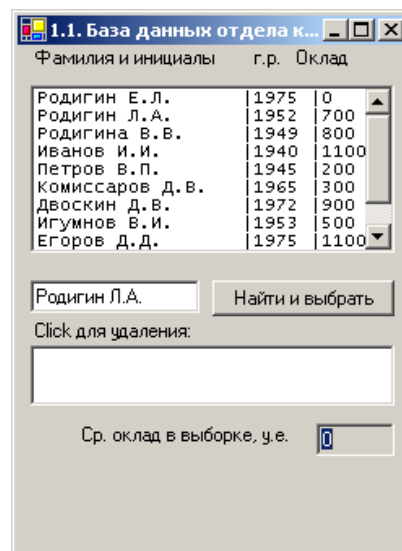 1.1. База данных отдела к...
Фамилия и инициалы г.р. Оклад
Родигин Е.Л. |1975 |0
Родигин Л.А. |1952 |700
Родигина В.В. |1949 |800
Иванов И.И. |1940 |1100
Петров В.П. |1945 |200
Комиссаров Д.В. |1965 |300
Двоскин Д.В. |1972 |900
Игумнов В.И. |1953 |500
Егоров Д.Д. |1975 |1100
Родигин Л.А. Найти и выбрать
Click для удаления:
Ср. оклад в выборке, у.е. 0